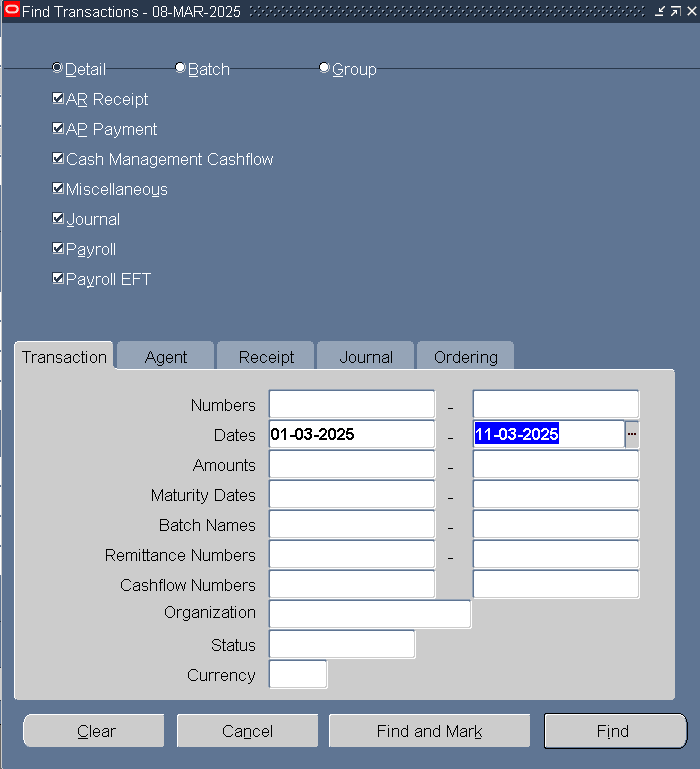 Find Transactions - 08-MAR-2025
Detail Batch Group
AR Receipt
AP Payment
Cash Management Cashflow
Miscellaneous
Journal
Payroll
Payroll EFT
Transaction Agent Receipt Journal Ordering
Numbers -
Dates 01-03-2025 - 11-03-2025 ...
Amounts -
Maturity Dates -
Batch Names -
Remittance Numbers -
Cashflow Numbers
Organization
Status
Currency
Clear Cancel Find and Mark Find